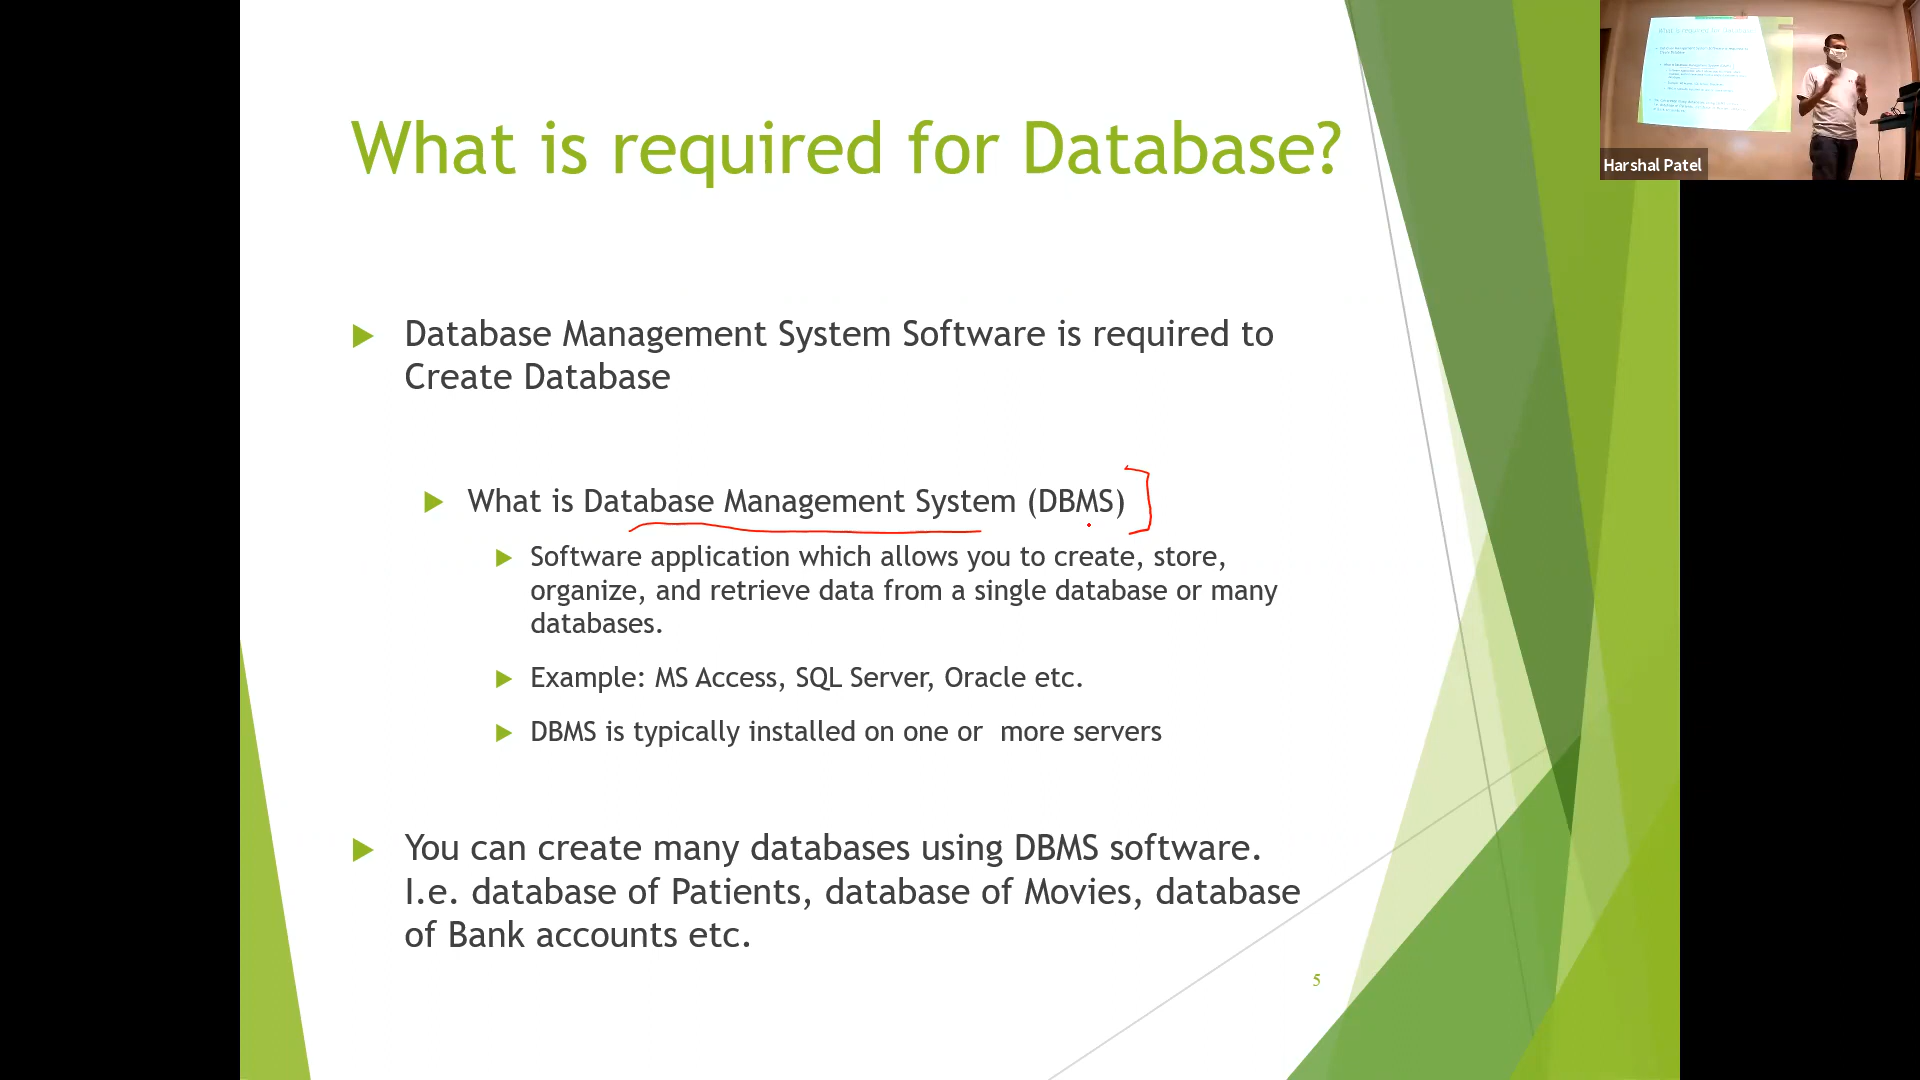 What is required for Database?
Database Management System Software is required to
Create Database
What is Database Management System (DBMS)
Software application which allows you to create, store,
organize, and retrieve data from a single database or many
databases.
Example: MS Access, SQL Server, Oracle etc.
DBMS is typically installed on one or more servers
You can create many databases using DBMS software.
I.e. database of Patients, database of Movies, database
of Bank accounts etc.
5
Harshal Patel